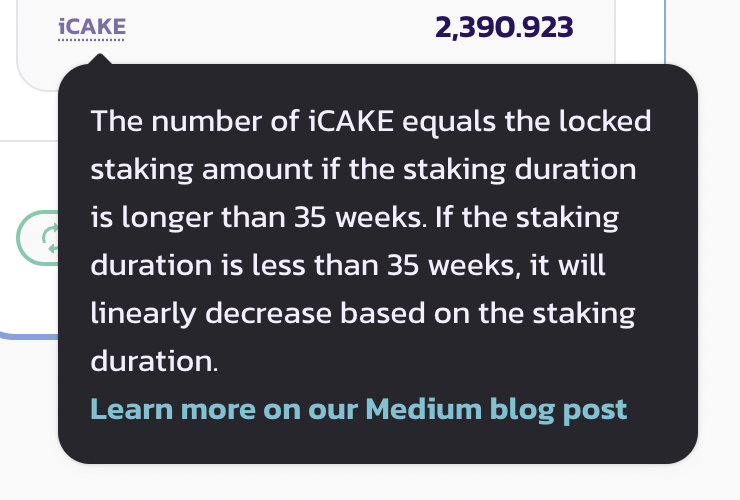 iCAKE 2,390.923
The number of iCAKE equals the locked
staking amount if the staking duration
is longer than 35 weeks. If the staking
duration is less than 35 weeks, it will
linearly decrease based on the staking
duration.
Learn more on our Medium blog post